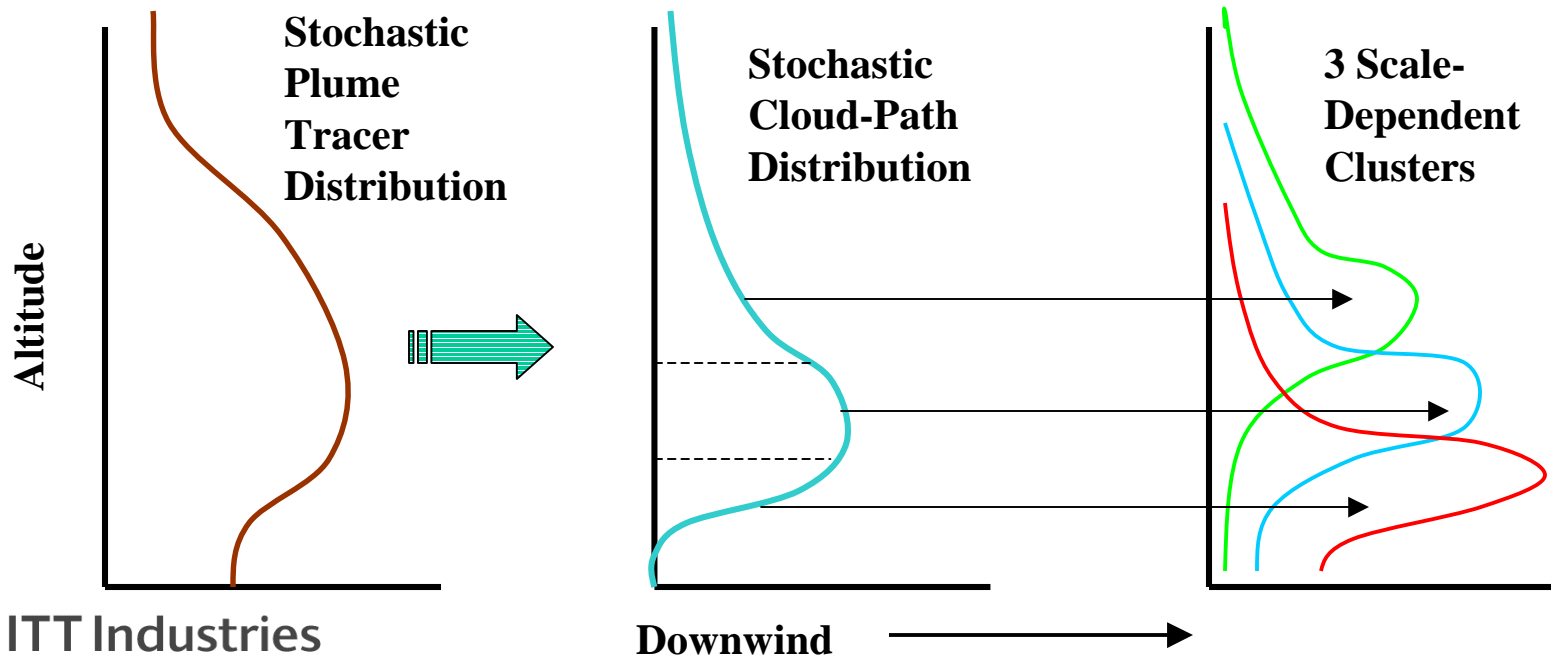 Stochastic
Plume
Tracer
Distribution
Stochastic
Cloud-Path
Distribution
3 Scale-
Dependent
Clusters
Altitude
ITT Industries
Downwind